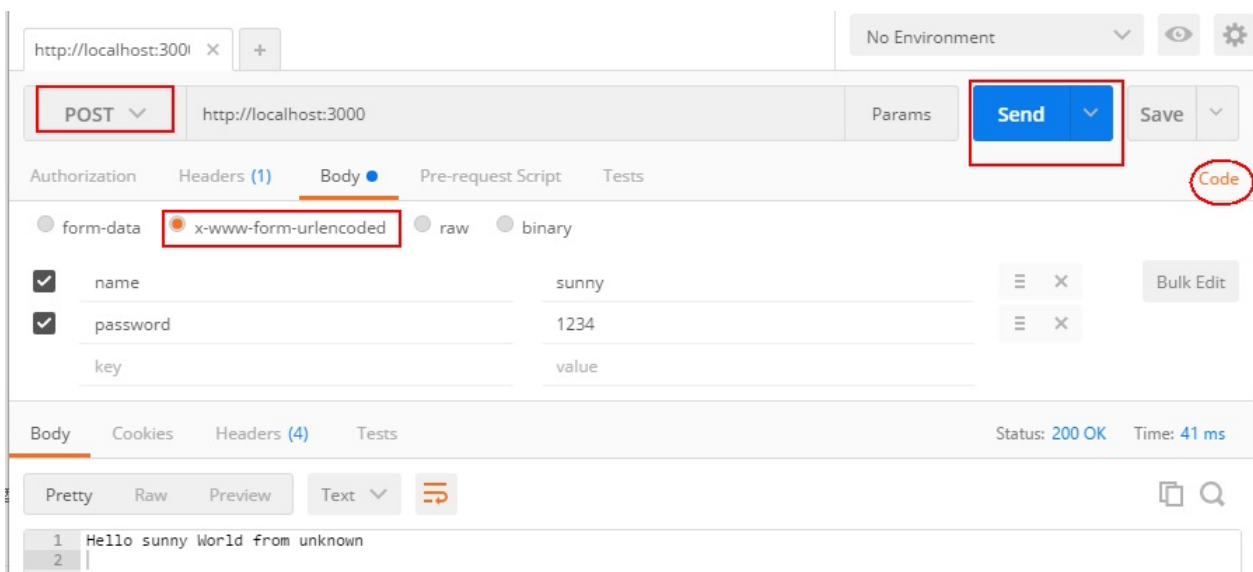 http://localhost:300
No Environment
POST http://localhost:3000 Params Send Save
Authorization Headers (1) Body Pre-request Script Tests Code
form-data x-www-form-urlencoded raw binary
name sunny Bulk Edit
password 1234
key value
Body Cookies Headers (4) Tests Status: 200 OK Time: 41 ms
Pretty Raw Preview Text
1 Hello sunny World from unknown
2